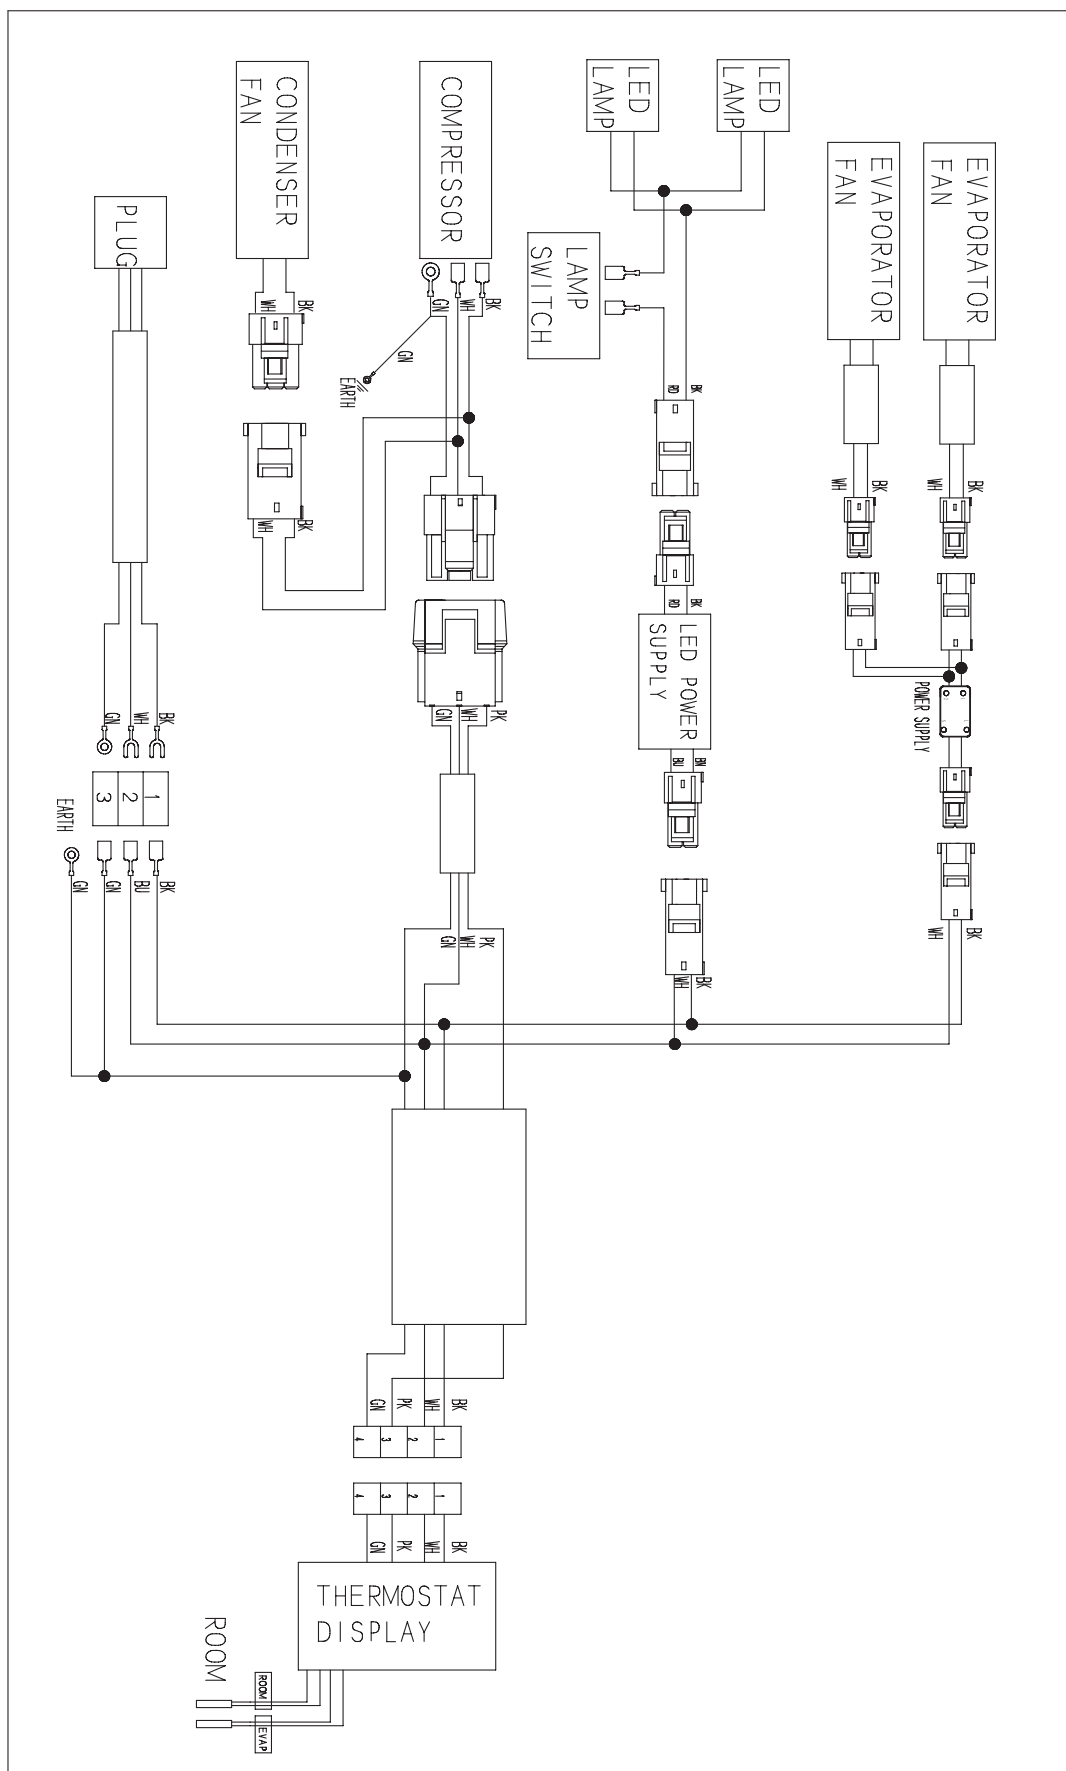 CONDENSER
FAN
COMPRESSOR
LED
LAMP
LED
LAMP
EVAPORATOR
FAN
EVAPORATOR
FAN
PLUG
LAMP
SWITCH
WH
BK
GN
WH
BK
GN
EARTH
RD
BK
WH
BK
WH
BK
WH
BK
RD
BK
LED POWER
SUPPLY
POWER SUPPLY
GN
WH
BK
GN
WH
PK
BU
BN
3
2
1
EARTH
GN
GN
BU
BK
GN
WH
PK
WH
BK
WH
BK
GN
PK
WH
BK
4
3
2
1
4
3
2
1
GN
PK
WH
BK
THERMOSTAT
DISPLAY
ROOM
ROOM
EVAP